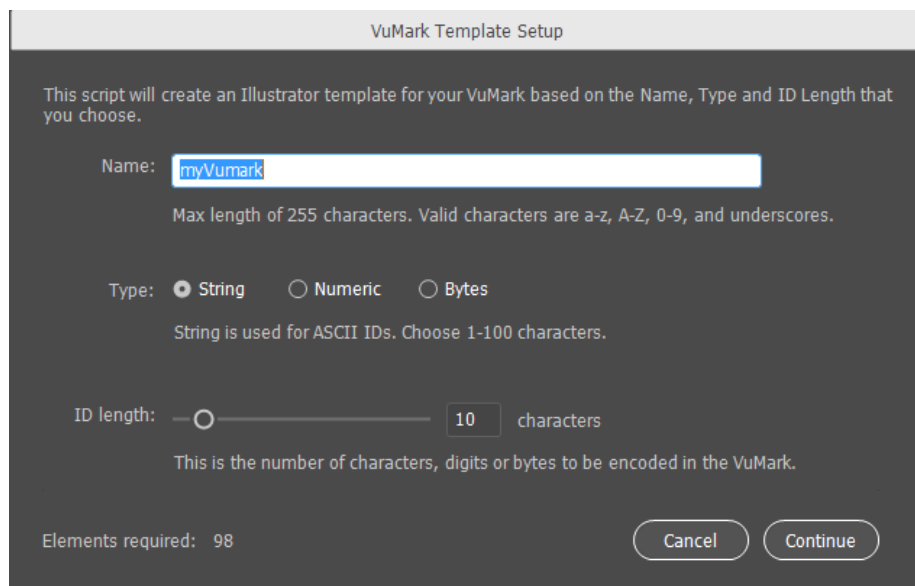 VuMark Template Setup
This script will create an Illustrator template for your VuMark based on the Name, Type and ID Length that
you choose.
Name: myVumark
Max length of 255 characters. Valid characters are a-z, A-Z, 0-9, and underscores.
Type: String Numeric Bytes
String is used for ASCII IDs. Choose 1-100 characters.
ID length: 10 characters
This is the number of characters, digits or bytes to be encoded in the VuMark.
Elements required: 98 Cancel Continue